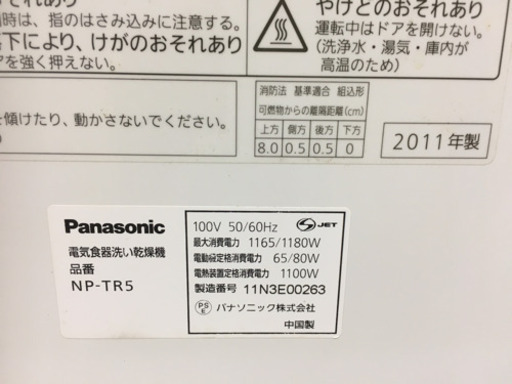 それあり
時は、指のはさみ込みに注意する。
下により、けがのおそれあり
を強く押えない。
やけどのおそれあり
運転中はドアを開けない。
(洗浄水・湯気・庫内が
高温のため)
を傾けたり、動かさないでください。
消防法 基準適合 組込形
可燃物からの離隔距離(cm)
上方 側方 後方 下方
8.0 0.5 0.5 0
2011年製
Panasonic
電気食器洗い乾燥機
品番
NP-TR5
100V 50/60Hz
JET
最大消費電力 1165/1180W
電動機定格消費電力 65/80W
電熱装置定格消費電力 1100W
製造番号 11N3E00263
PS E パナソニック株式会社
中国製